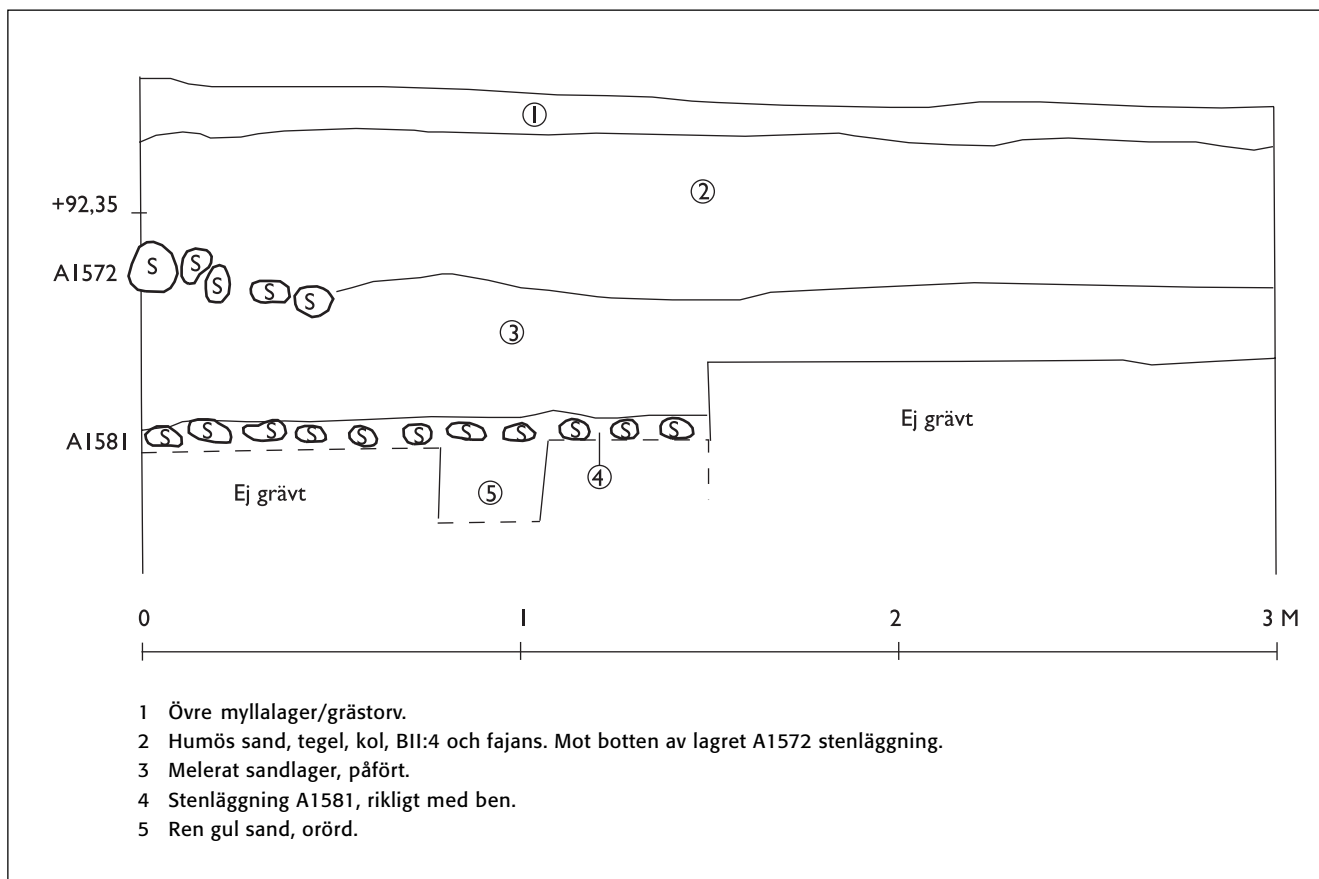 ①
②
+92,35
S S S S S
A1572
③
Ej grävt
S S S S S S S S S S S
A1581
④
Ej grävt
⑤
0 1 2 3 M
1 Övre myllalager/grästorv.
2 Humös sand, tegel, kol, BII:4 och fajans. Mot botten av lagret A1572 stenläggning.
3 Melerat sandlager, påfört.
4 Stenläggning A1581, rikligt med ben.
5 Ren gul sand, orörd.